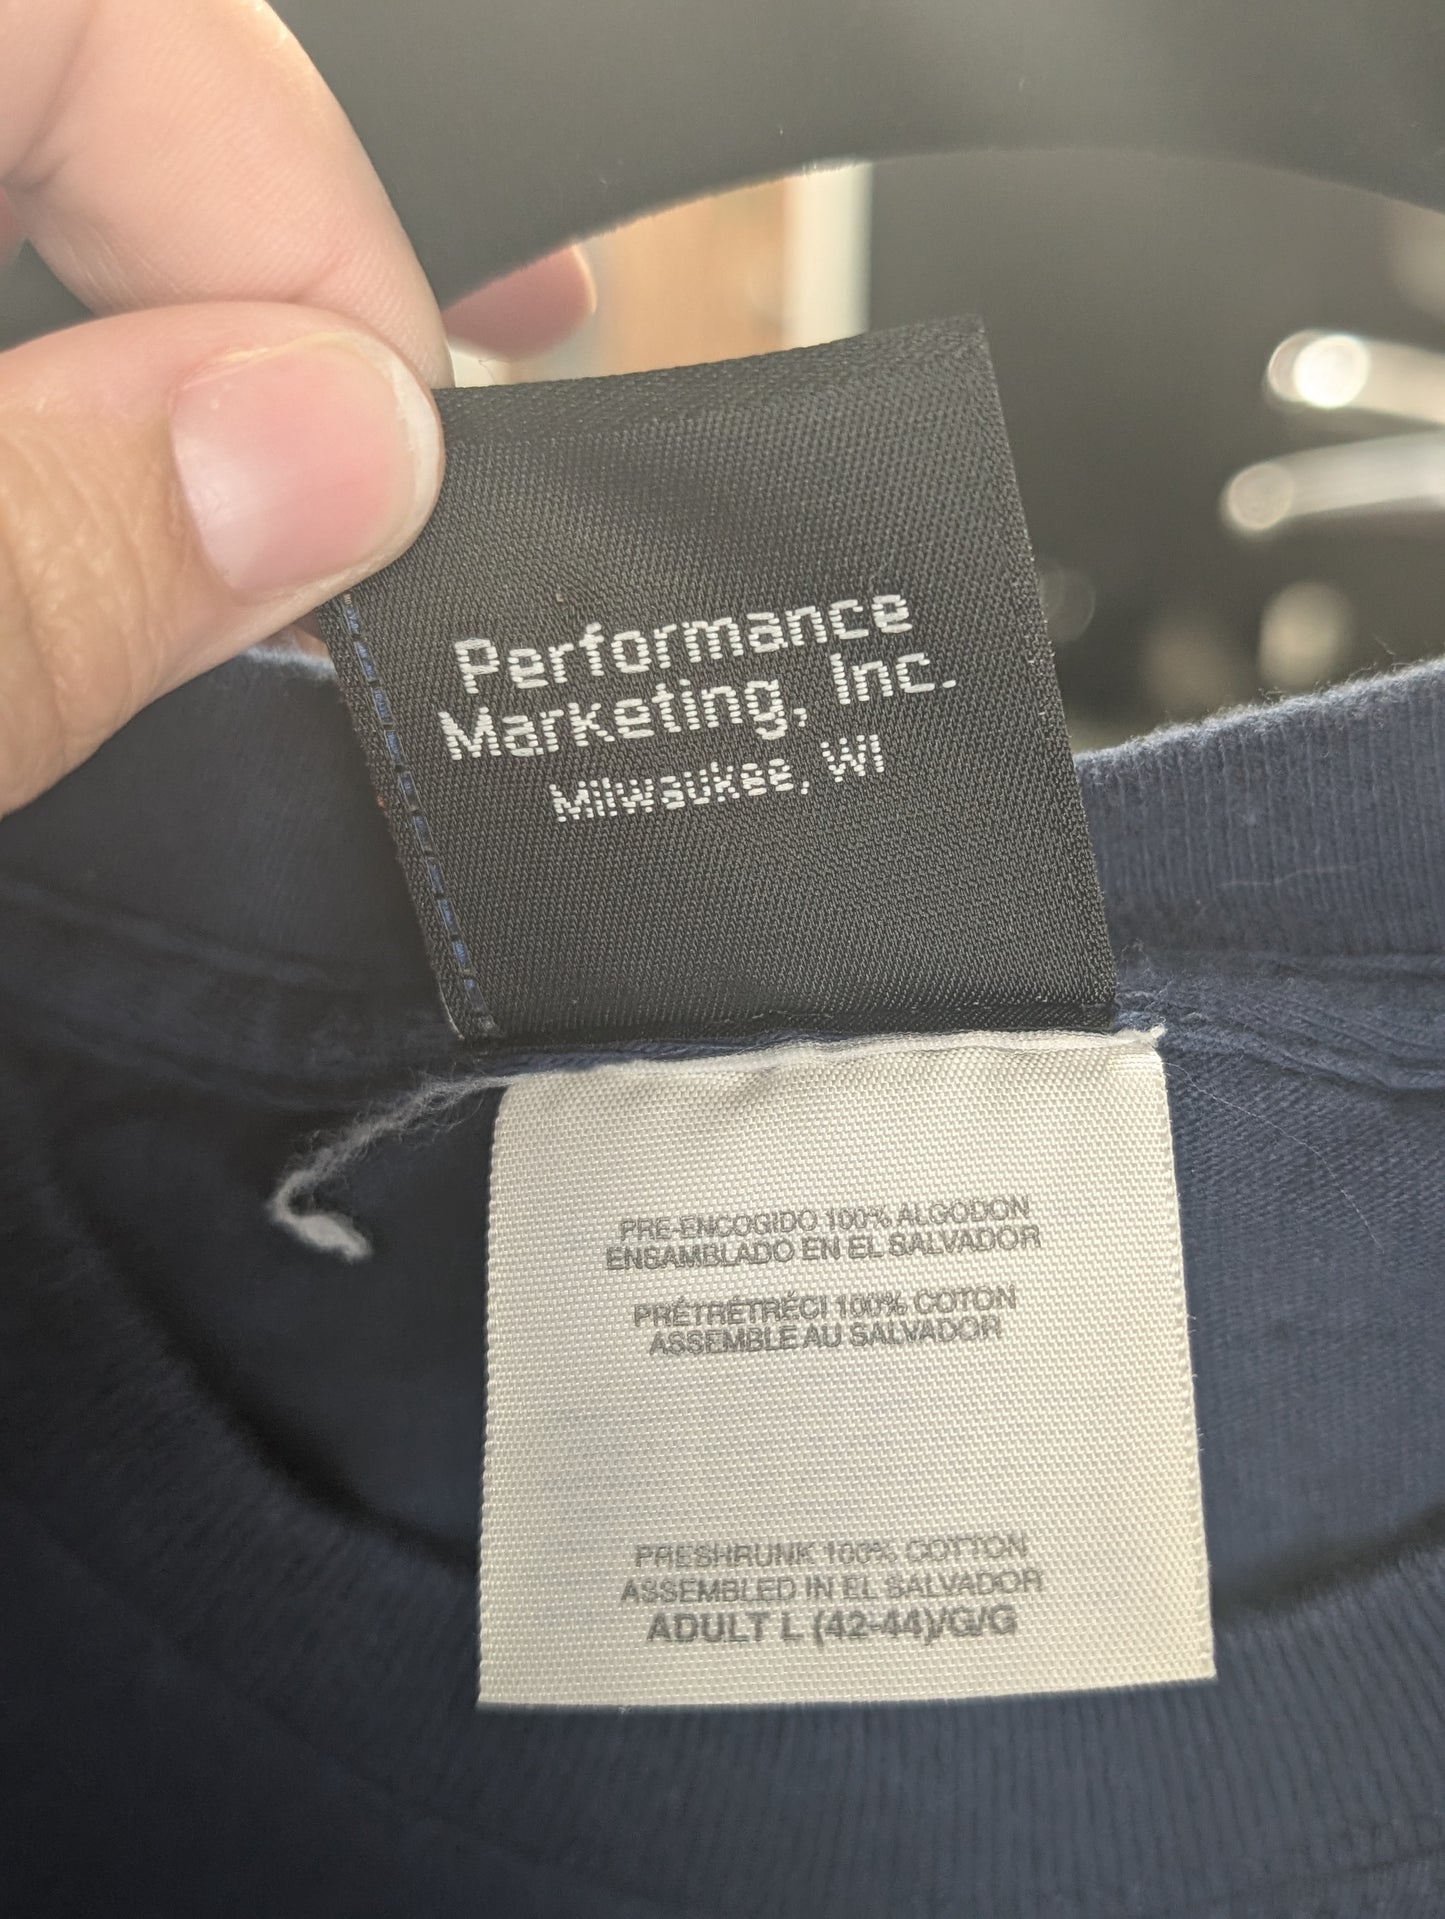 Performance
Marketing, Inc.
Milwaukee, WI
PRE-ENCOGIDO 100% ALGODON
ENSAMBLADO EN EL SALVADOR
PRÉTRÉTRÉCI 100% COTON
ASSEMBLE AU SALVADOR
PRESHRUNK 100% COTTON
ASSEMBLED IN EL SALVADOR
ADULT L (42-44)/G/G